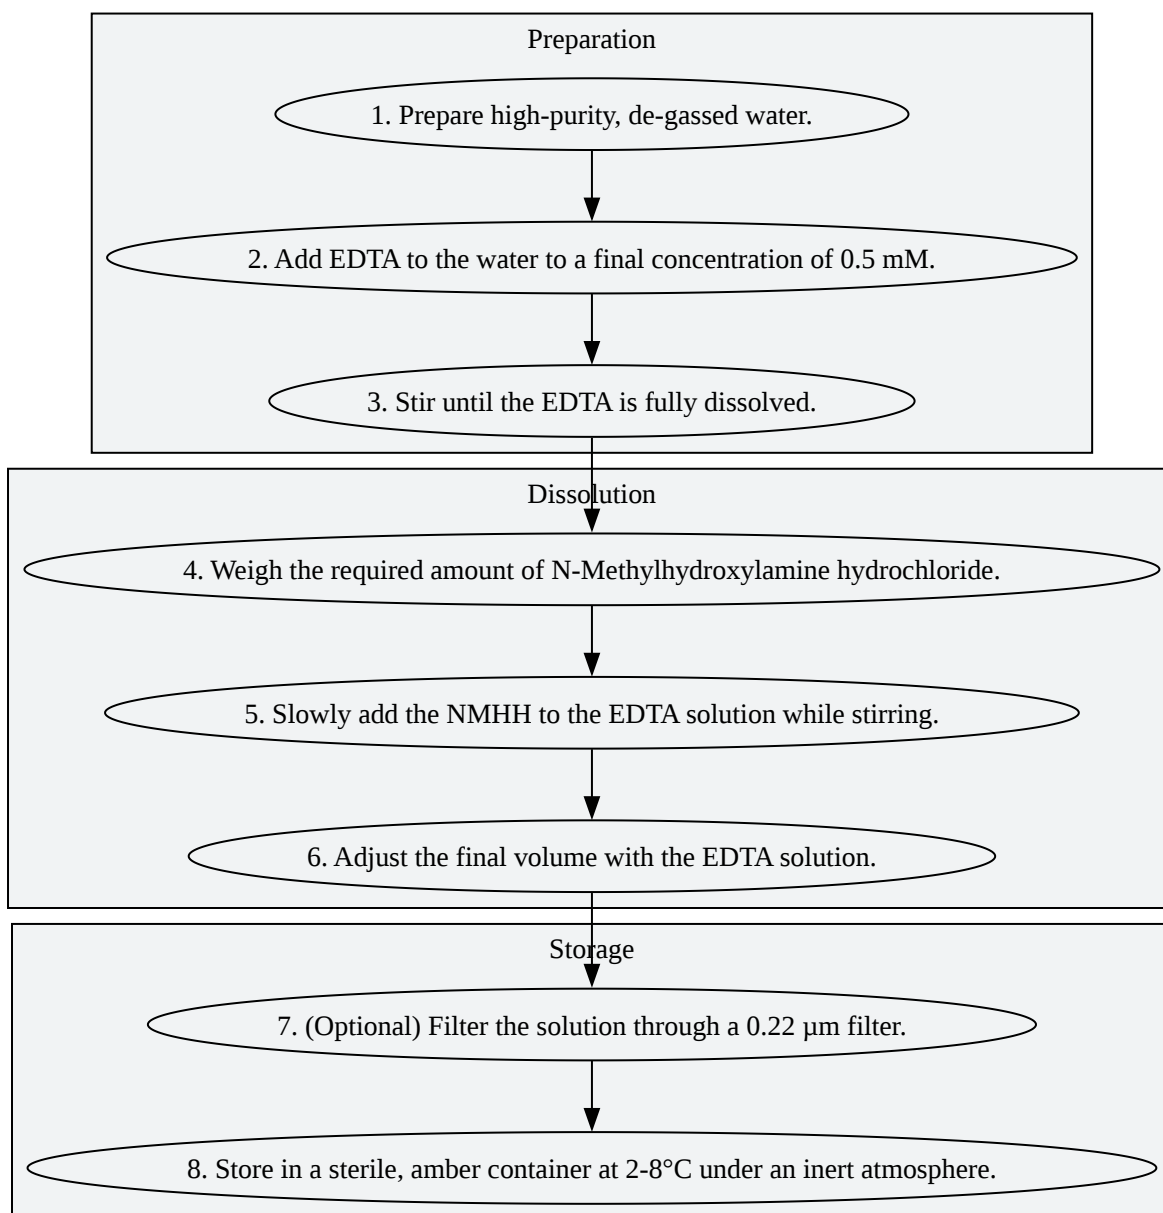 Preparation
1. Prepare high-purity, de-gassed water.
2. Add EDTA to the water to a final concentration of 0.5 mM.
3. Stir until the EDTA is fully dissolved.
Dissolution
4. Weigh the required amount of N-Methylhydroxylamine hydrochloride.
5. Slowly add the NMHH to the EDTA solution while stirring.
6. Adjust the final volume with the EDTA solution.
Storage
7. (Optional) Filter the solution through a 0.22 µm filter.
8. Store in a sterile, amber container at 2-8°C under an inert atmosphere.